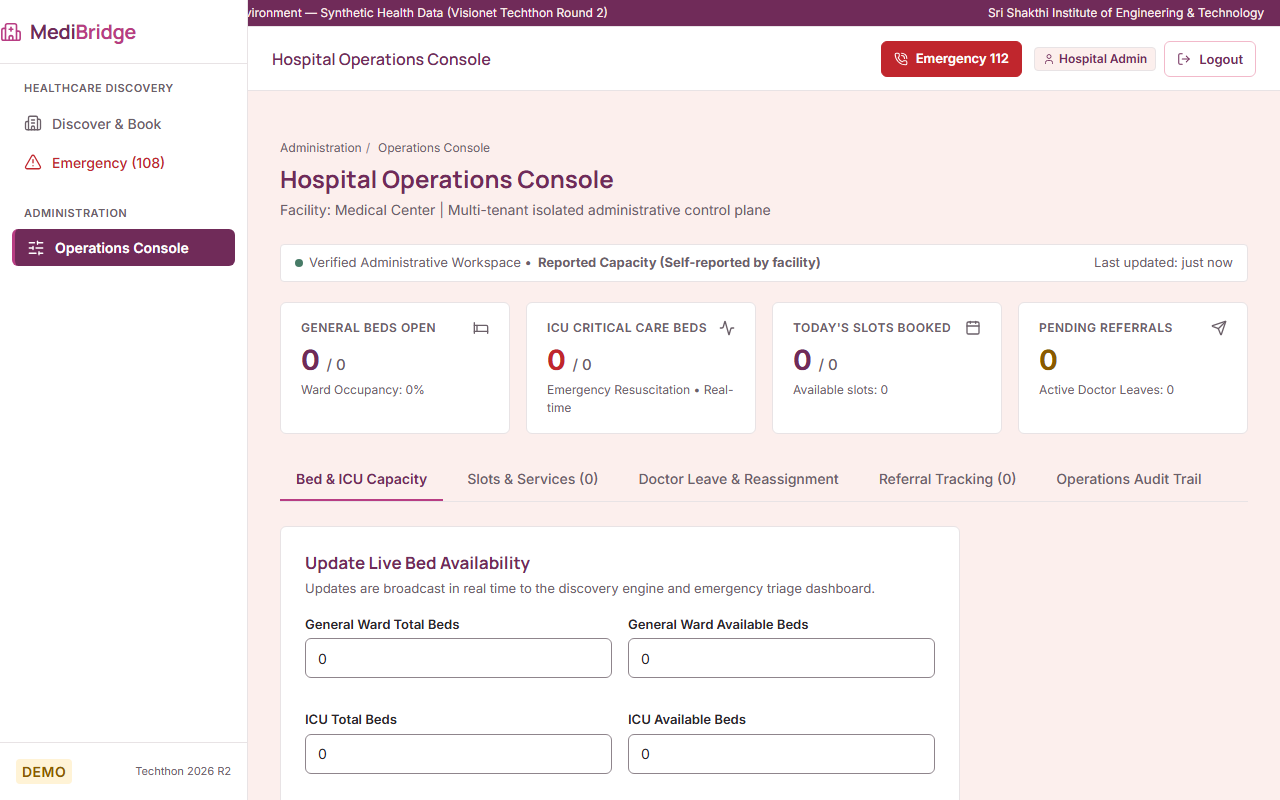 vironment — Synthetic Health Data (Visionet Techthon Round 2)
Sri Shakthi Institute of Engineering & Technology
MediBridge
Hospital Operations Console
Emergency 112
Hospital Admin
Logout
HEALTHCARE DISCOVERY
Discover & Book
Emergency (108)
ADMINISTRATION
Operations Console
DEMO
Techthon 2026 R2
Administration / Operations Console
Hospital Operations Console
Facility: Medical Center | Multi-tenant isolated administrative control plane
Verified Administrative Workspace • Reported Capacity (Self-reported by facility)
Last updated: just now
GENERAL BEDS OPEN
0 / 0
Ward Occupancy: 0%
ICU CRITICAL CARE BEDS
0 / 0
Emergency Resuscitation • Real-
time
TODAY'S SLOTS BOOKED
0 / 0
Available slots: 0
PENDING REFERRALS
0
Active Doctor Leaves: 0
Bed & ICU Capacity
Slots & Services (0)
Doctor Leave & Reassignment
Referral Tracking (0)
Operations Audit Trail
Update Live Bed Availability
Updates are broadcast in real time to the discovery engine and emergency triage dashboard.
General Ward Total Beds
0
General Ward Available Beds
0
ICU Total Beds
0
ICU Available Beds
0